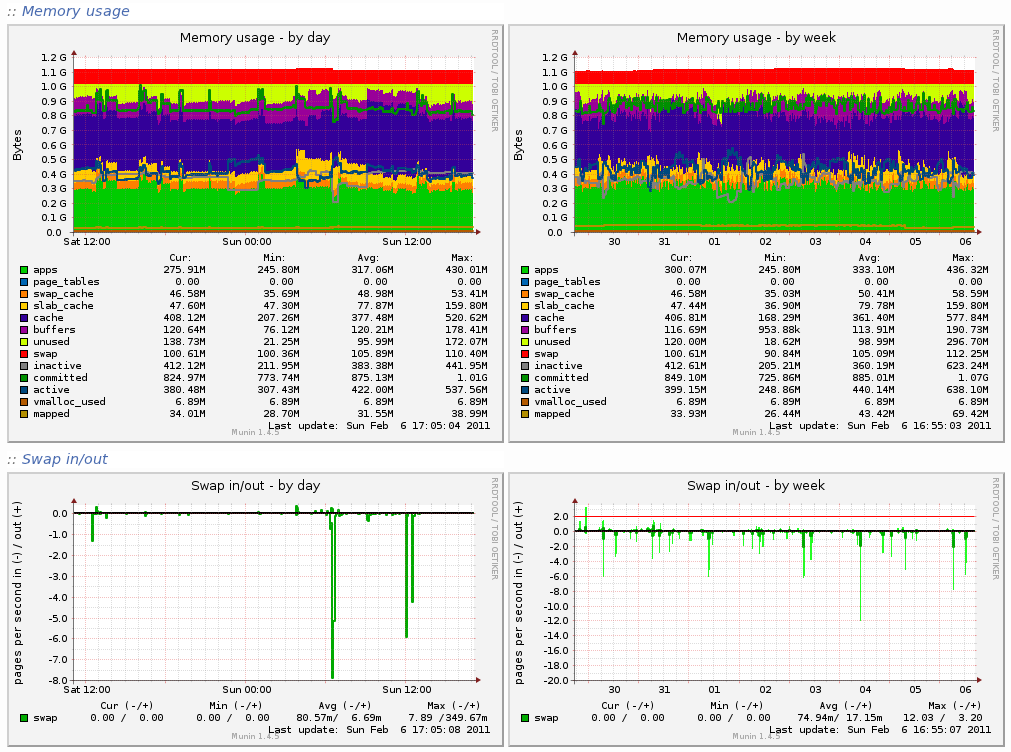 :: Memory usage
Memory usage - by day
RRDTOOL / TOBI OETIKER
Bytes
1.2 G
1.1 G
1.0 G
0.9 G
0.8 G
0.7 G
0.6 G
0.5 G
0.4 G
0.3 G
0.2 G
0.1 G
0.0
Sat 12:00 Sun 00:00 Sun 12:00
Cur: Min: Avg: Max:
apps 275.91M 245.80M 317.06M 430.01M
page_tables 0.00 0.00 0.00 0.00
swap_cache 46.58M 35.69M 48.98M 53.41M
slab_cache 47.60M 47.30M 77.87M 159.80M
cache 408.12M 207.26M 377.48M 520.62M
buffers 120.64M 76.12M 120.21M 178.41M
unused 138.73M 21.25M 95.99M 172.07M
swap 100.61M 100.36M 105.89M 110.40M
inactive 412.12M 211.95M 383.38M 441.95M
committed 824.97M 773.74M 875.13M 1.01G
active 380.48M 307.43M 422.00M 537.56M
vmalloc_used 6.89M 6.89M 6.89M 6.89M
mapped 34.01M 28.70M 31.55M 38.99M
Last update: Sun Feb 6 17:05:04 2011
Munin 1.4.5
Memory usage - by week
RRDTOOL / TOBI OETIKER
Bytes
1.2 G
1.1 G
1.0 G
0.9 G
0.8 G
0.7 G
0.6 G
0.5 G
0.4 G
0.3 G
0.2 G
0.1 G
0.0
30 31 01 02 03 04 05 06
Cur: Min: Avg: Max:
apps 300.07M 245.80M 333.10M 436.32M
page_tables 0.00 0.00 0.00 0.00
swap_cache 46.58M 35.03M 50.41M 58.59M
slab_cache 47.44M 36.90M 79.78M 159.80M
cache 406.81M 168.29M 361.40M 577.84M
buffers 116.69M 953.88k 113.91M 190.73M
unused 120.00M 18.62M 98.99M 296.70M
swap 100.61M 90.84M 105.09M 112.25M
inactive 412.61M 205.21M 360.19M 623.24M
committed 849.10M 725.86M 885.01M 1.07G
active 399.15M 248.86M 440.14M 638.10M
vmalloc_used 6.89M 6.89M 6.89M 6.89M
mapped 33.93M 26.44M 43.42M 69.42M
Last update: Sun Feb 6 16:55:03 2011
Munin 1.4.5
:: Swap in/out
Swap in/out - by day
RRDTOOL / TOBI OETIKER
pages per second in (-) / out (+)
0.0
-1.0
-2.0
-3.0
-4.0
-5.0
-6.0
-7.0
-8.0
Sat 12:00 Sun 00:00 Sun 12:00
Cur (-/+) Min (-/+) Avg (-/+) Max (-/+)
swap 0.00 / 0.00 0.00 / 0.00 80.57m/ 6.69m 7.89 /349.67m
Last update: Sun Feb 6 17:05:08 2011
Munin 1.4.5
Swap in/out - by week
RRDTOOL / TOBI OETIKER
pages per second in (-) / out (+)
2.0
0.0
-2.0
-4.0
-6.0
-8.0
-10.0
-12.0
-14.0
-16.0
-18.0
-20.0
30 31 01 02 03 04 05 06
Cur (-/+) Min (-/+) Avg (-/+) Max (-/+)
swap 0.00 / 0.00 0.00 / 0.00 74.94m/ 17.15m 12.03 / 3.20
Last update: Sun Feb 6 16:55:07 2011
Munin 1.4.5